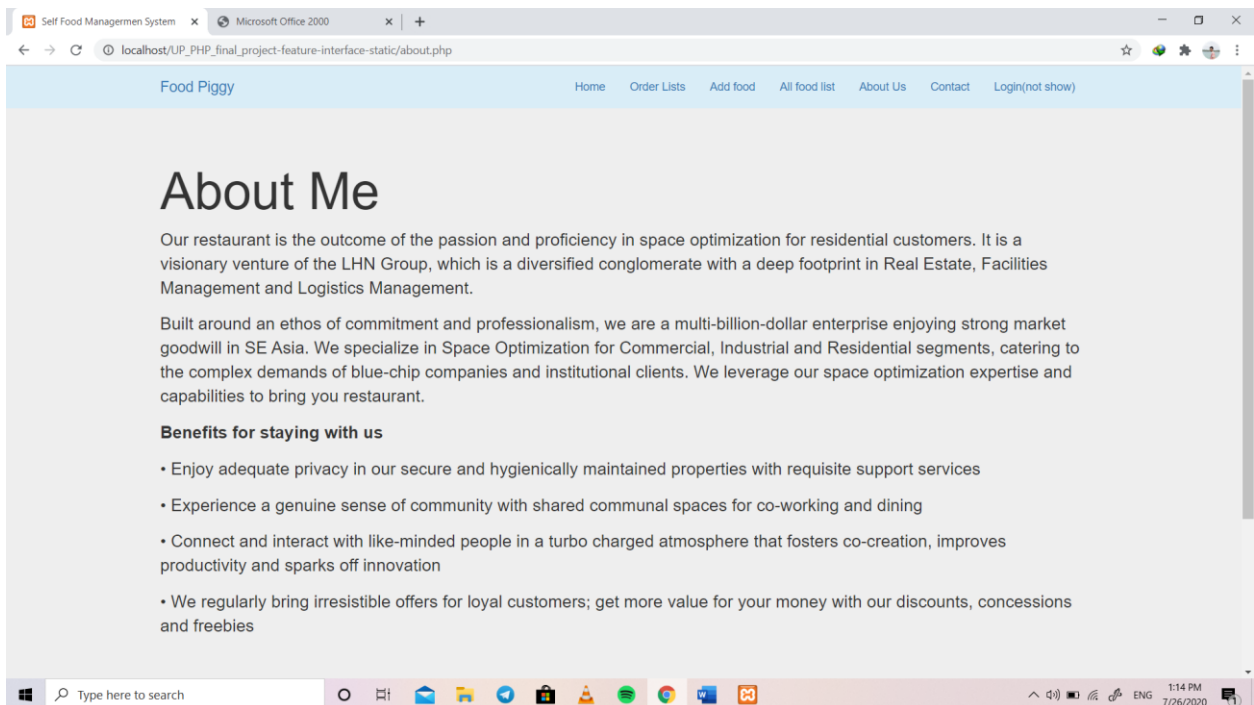 Self Food Managermen System
Microsoft Office 2000
localhost/UP_PHP_final_project-feature-interface-static/about.php
Food Piggy Home Order Lists Add food All food list About Us Contact Login(not show)
About Me
Our restaurant is the outcome of the passion and proficiency in space optimization for residential customers. It is a
visionary venture of the LHN Group, which is a diversified conglomerate with a deep footprint in Real Estate, Facilities
Management and Logistics Management.
Built around an ethos of commitment and professionalism, we are a multi-billion-dollar enterprise enjoying strong market
goodwill in SE Asia. We specialize in Space Optimization for Commercial, Industrial and Residential segments, catering to
the complex demands of blue-chip companies and institutional clients. We leverage our space optimization expertise and
capabilities to bring you restaurant.
Benefits for staying with us
• Enjoy adequate privacy in our secure and hygienically maintained properties with requisite support services
• Experience a genuine sense of community with shared communal spaces for co-working and dining
• Connect and interact with like-minded people in a turbo charged atmosphere that fosters co-creation, improves
productivity and sparks off innovation
• We regularly bring irresistible offers for loyal customers; get more value for your money with our discounts, concessions
and freebies
Type here to search
ENG
1:14 PM
7/26/2020